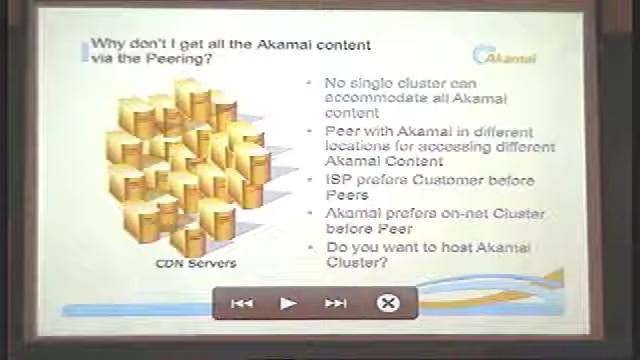 Why don't I get all the Akamai content
via the Peering?
Akamai
No single cluster can
accommodate all Akamai
content
Peer with Akamai in different
locations for accessing different
Akamai Content
ISP prefers Customer before
Peers
Akamai prefers on-net Cluster
before Peer
Do you want to host Akamai
Cluster?
CDN Servers